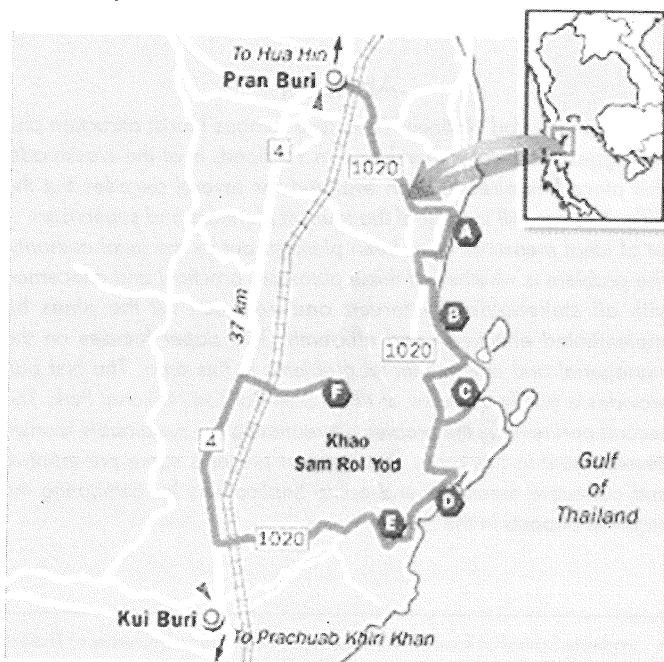 To Hua Hin
Pran Buri
4
1020
A
B
37 km
1020
F
C
Khao
Sam Roi Yod
4
Gulf
of
Thailand
D
1020
E
Kui Buri
To Prachuab Khiri Khan